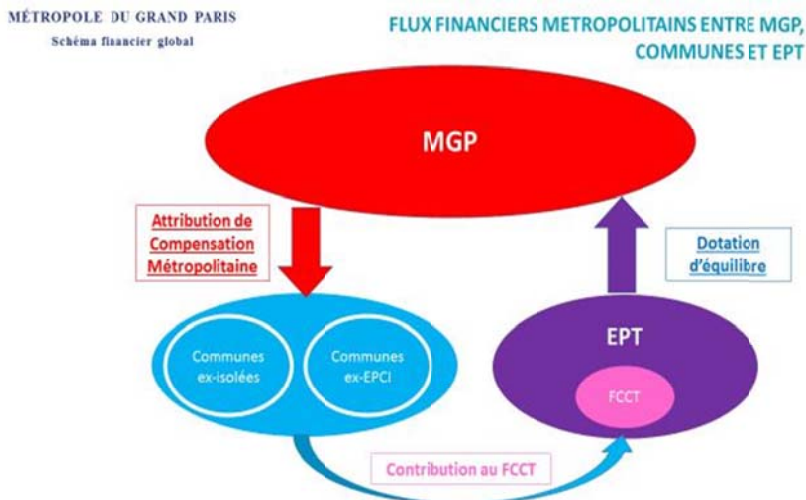 MÉTROPOLE DU GRAND PARIS
Schéma financier global
FLUX FINANCIERS METROPOLITAINS ENTRE MGP,
COMMUNES ET EPT
MGP
Attribution de
Compensation
Métropolitaine
Dotation
d'équilibre
Communes
ex-isolées
Communes
ex-EPCI
EPT
FCCT
Contribution au FCCT